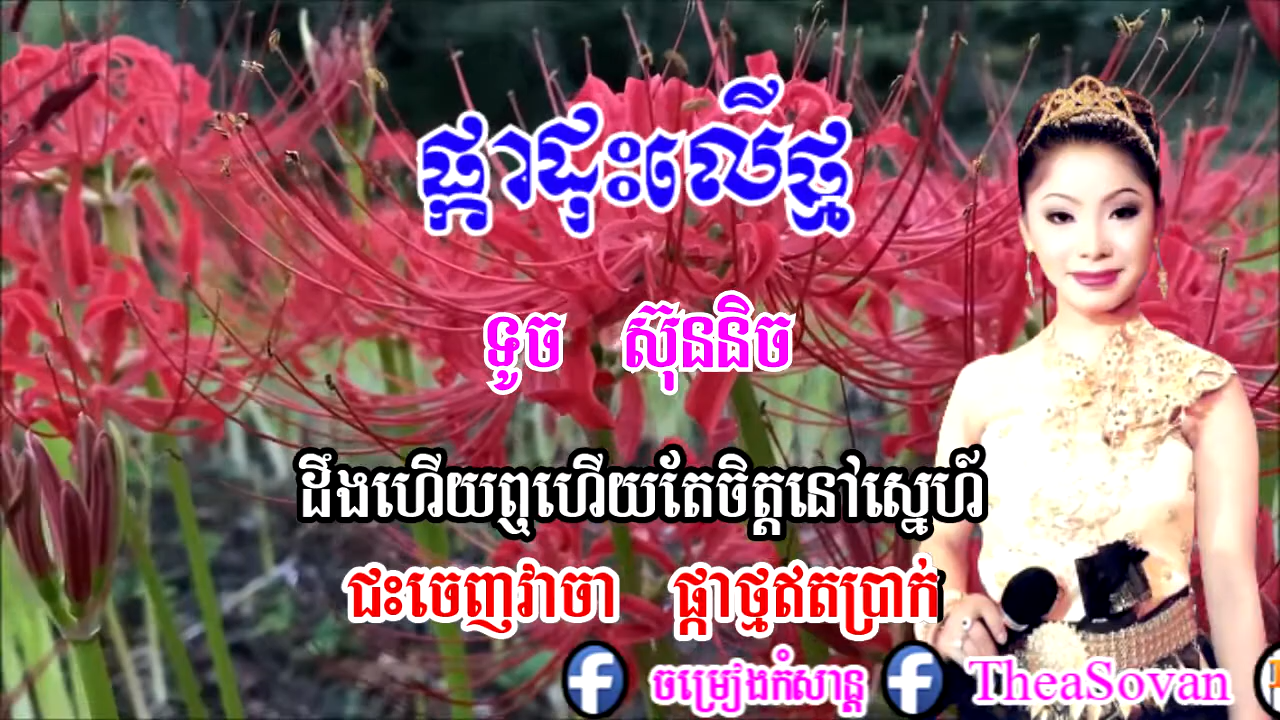 ផ្កាដុះលើថ្ម
ទូច ស៊ុននិច
ដឹងហើយឮហើយតែចិត្តនៅស្នេហ៍
ជះចេញវាចា ផ្កាថ្មឥតប្រាក់
ចម្រៀងកំសាន្ត TheaSovan